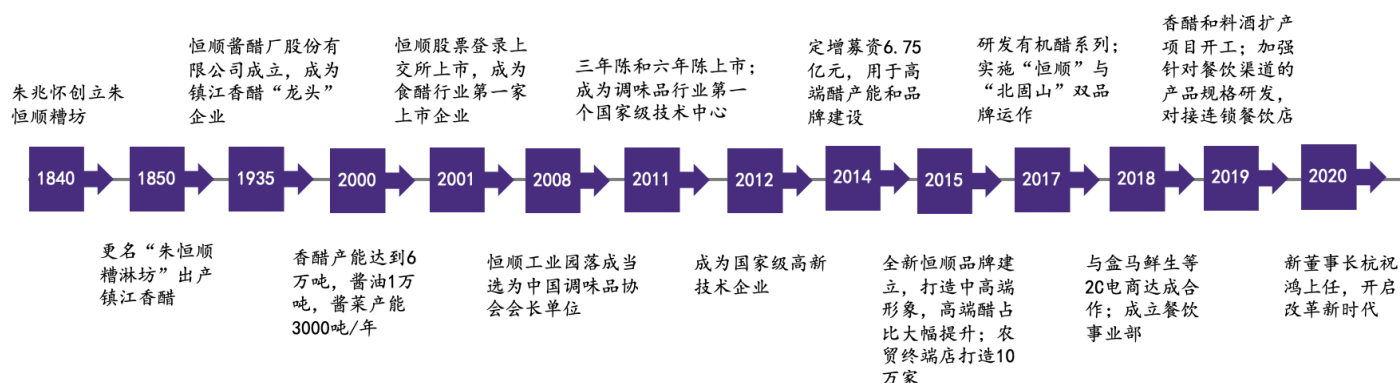 朱兆怀创立朱
恒顺糟坊
恒顺酱醋厂股份有
限公司成立，成为
镇江香醋“龙头”
企业
恒顺股票登录上
交所上市，成为
食醋行业第一家
上市企业
三年陈和六年陈上市；
成为调味品行业第一
个国家级技术中心
定增募资6.75
亿元，用于高
端醋产能和品
牌建设
研发有机醋系列；
实施“恒顺”与
“北固山”双品
牌运作
香醋和料酒扩产
项目开工；加强
针对餐饮渠道的
产品规格研发，
对接连锁餐饮店
1840
1850
1935
2000
2001
2008
2011
2012
2014
2015
2017
2018
2019
2020
更名“朱恒顺
糟淋坊”出产
镇江香醋
香醋产能达到6
万吨，酱油1万
吨，酱菜产能
3000吨/年
恒顺工业园落成当
选为中国调味品协
会会长单位
成为国家级高新
技术企业
全新恒顺品牌建
立，打造中高端
形象，高端醋占
比大幅提升；农
贸终端店打造10
万家
与盒马鲜生等
2C电商达成合
作；成立餐饮
事业部
新董事长杭祝
鸿上任，开启
改革新时代